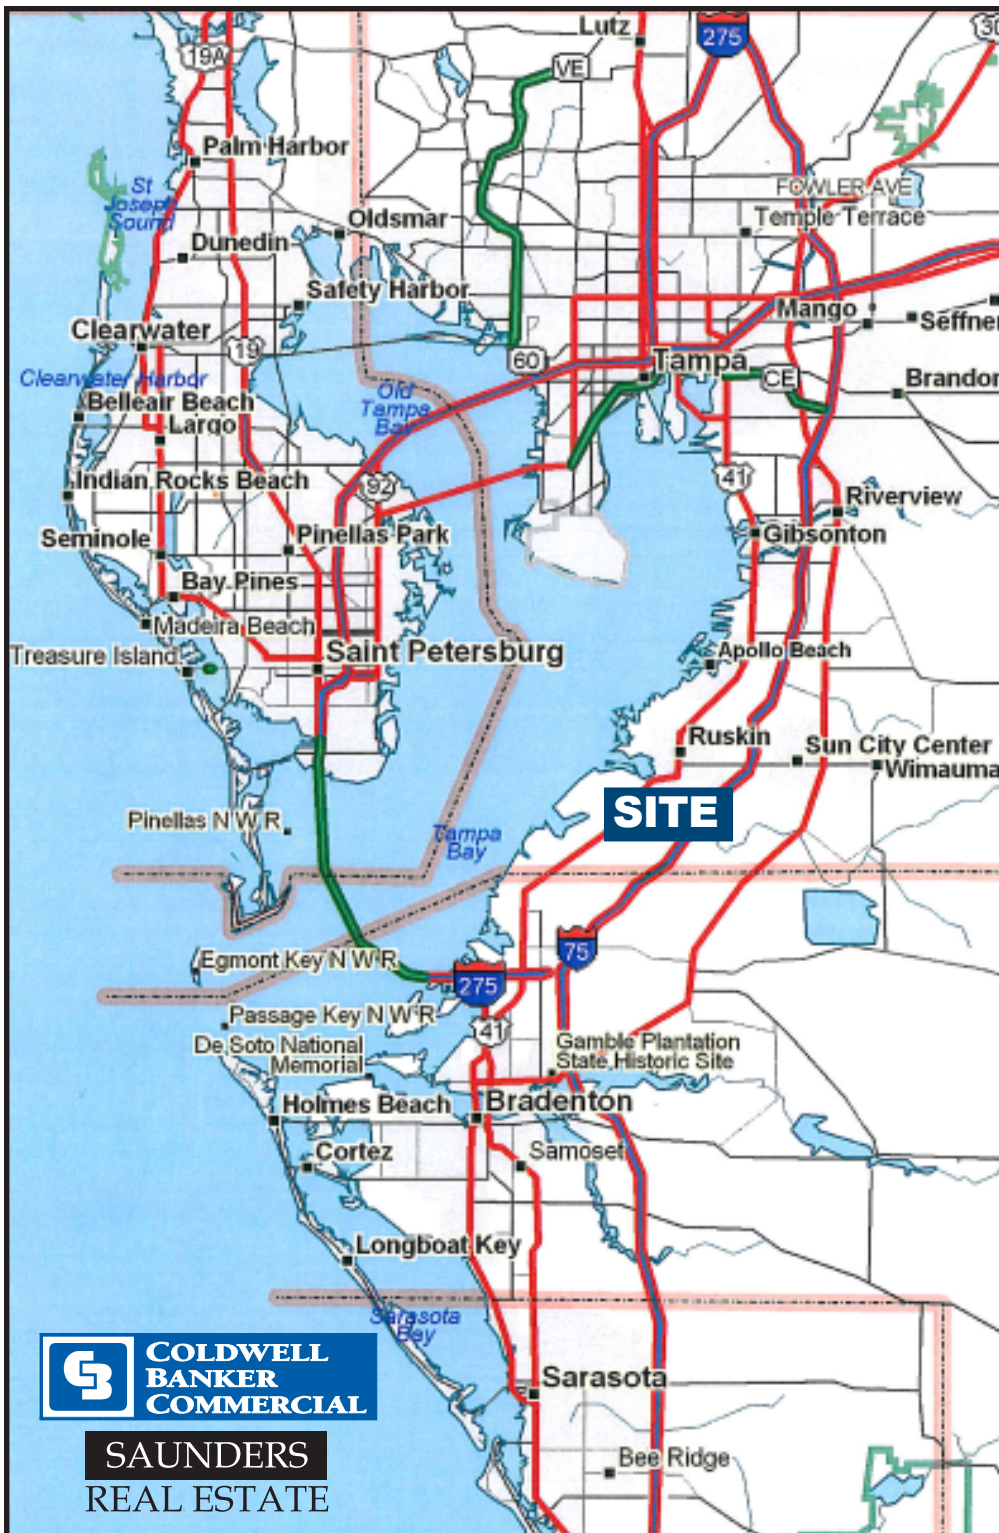 Lutz
275
30
19A
VE
Palm Harbor
St
Joseph
Sound
FOWLER AVE
Temple Terrace
Oldsmar
Dunedin
Safety Harbor
Mango
Seffner
Clearwater
19
60
Tampa
Clearwater Harbor
CE
Brandon
Old
Tampa
Bay
Belleair Beach
Largo
Indian Rocks Beach
92
41
Riverview
Seminole
Pinellas Park
Gibsonton
Bay Pines
Madeira Beach
Treasure Island
Saint Petersburg
Apollo Beach
Ruskin
Sun City Center
Wimauma
SITE
Pinellas N W R
Tampa
Bay
Egmont Key N W R
75
275
Passage Key N W R
41
De Soto National
Memorial
Gamble Plantation
State Historic Site
Holmes Beach
Bradenton
Cortez
Samoset
Longboat Key
Sarasota
Bay
COLDWELL
BANKER
COMMERCIAL
CB
Sarasota
SAUNDERS
REAL ESTATE
Bee Ridge